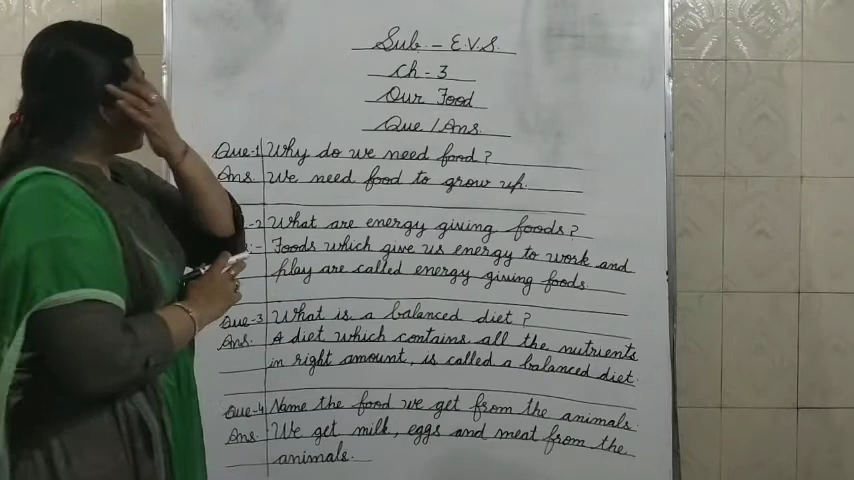 Sub. - E.V.S.
Ch - 3
Our Food
Que / Ans.
Que-1 Why do we need food ?
Ans. We need food to grow up.
-2 What are energy giving foods?
:- Foods which give us energy to work and
play are called energy giving foods.
Que-3 What is a balanced diet ?
Ans. A diet which contains all the nutrients
in right amount, is called a balanced diet.
Que-4 Name the food we get from the animals.
Ans. We get milk, eggs and meat from the
animals.